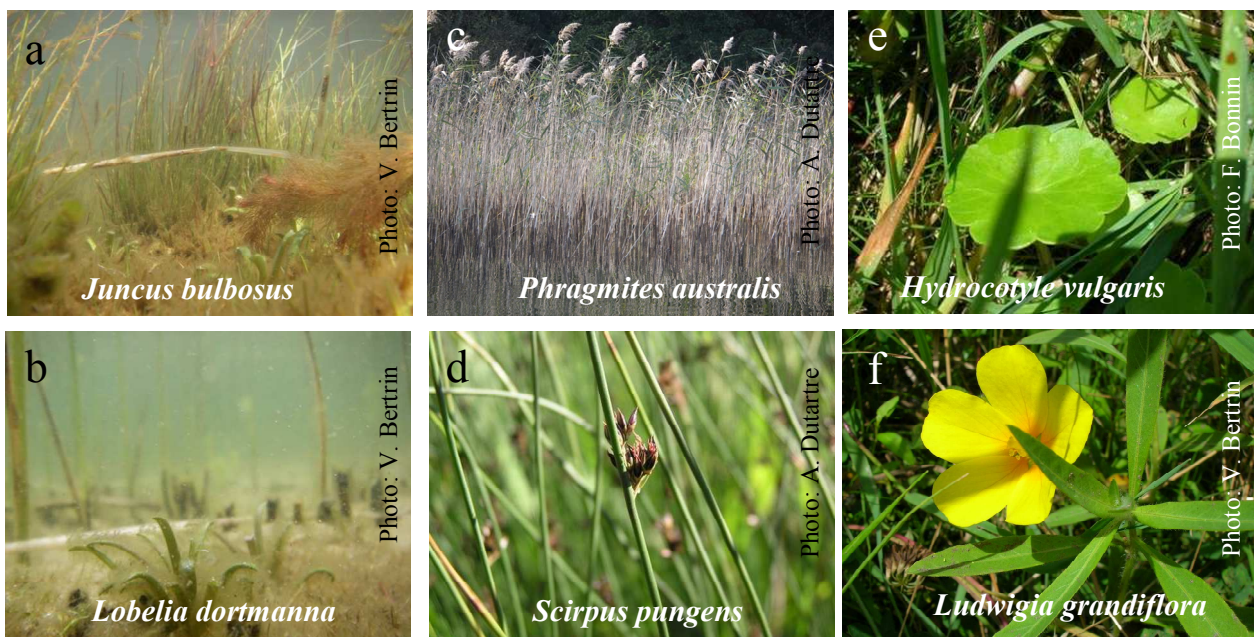 a
Photo: V. Bertrin
Juncus bulbosus
b
Photo: V. Bertrin
Lobelia dortmanna
c
Photo: A. Dutartre
Phragmites australis
d
Photo: A. Dutartre
Scirpus pungens
e
Photo: F. Bonnin
Hydrocotyle vulgaris
f
Photo: V. Bertrin
Ludwigia grandiflora